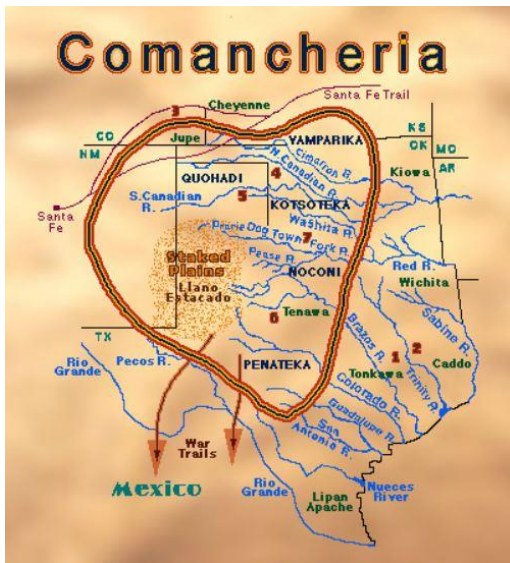 Comancheria
Santa Fe Trail
3
Cheyenne
CO
Jupe
YAMPARIKA
KS
NM
OK
MO
AR
Cimarron R.
N. Canadian R.
4
Kiowa
QUOHADI
5
S. Canadian
R.
KOTSOTEKA
Santa
Fe
Washita R.
Prairie Dog Town Fork R.
7
Staked
Plains
Pease R.
Red R.
NOCONI
Wichita
Llano
Estacado
6
Tenawa
Sabine R.
Brazos R.
TX
1
2
Caddo
Rio
Grande
Pecos R.
PENATEKA
Tonkawa
Trinity R.
Colorado R.
Guadalupe R.
San
Antonio R.
War
Trails
Mexico
Rio
Grande
Lipan
Apache
Nueces
River